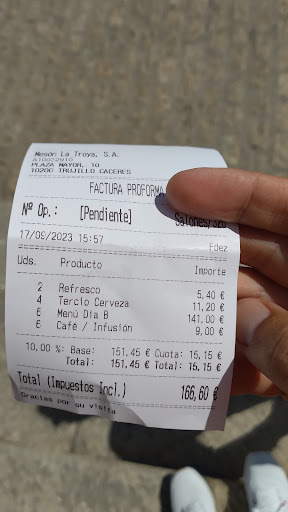 Mesón La Troya, S.A.
PLAZA MAYOR, 10
10200 TRUJILLO CACERES
FACTURA PROFORMA
Nº Op.: [Pendiente] Salones/320
17/09/2023 15:57 Fdez
Uds. Producto Importe
2 Refresco 5,40 €
4 Tercio Cerveza 11,20 €
6 Menú Día B 141,00 €
6 Café / Infusión 9,00 €
10,00 %: Base: 151,45 € Cuota: 15,15 €
Total: 151,45 € Total: 15,15 €
Total (Impuestos Incl.) 166,60 €
Gracias por su visita